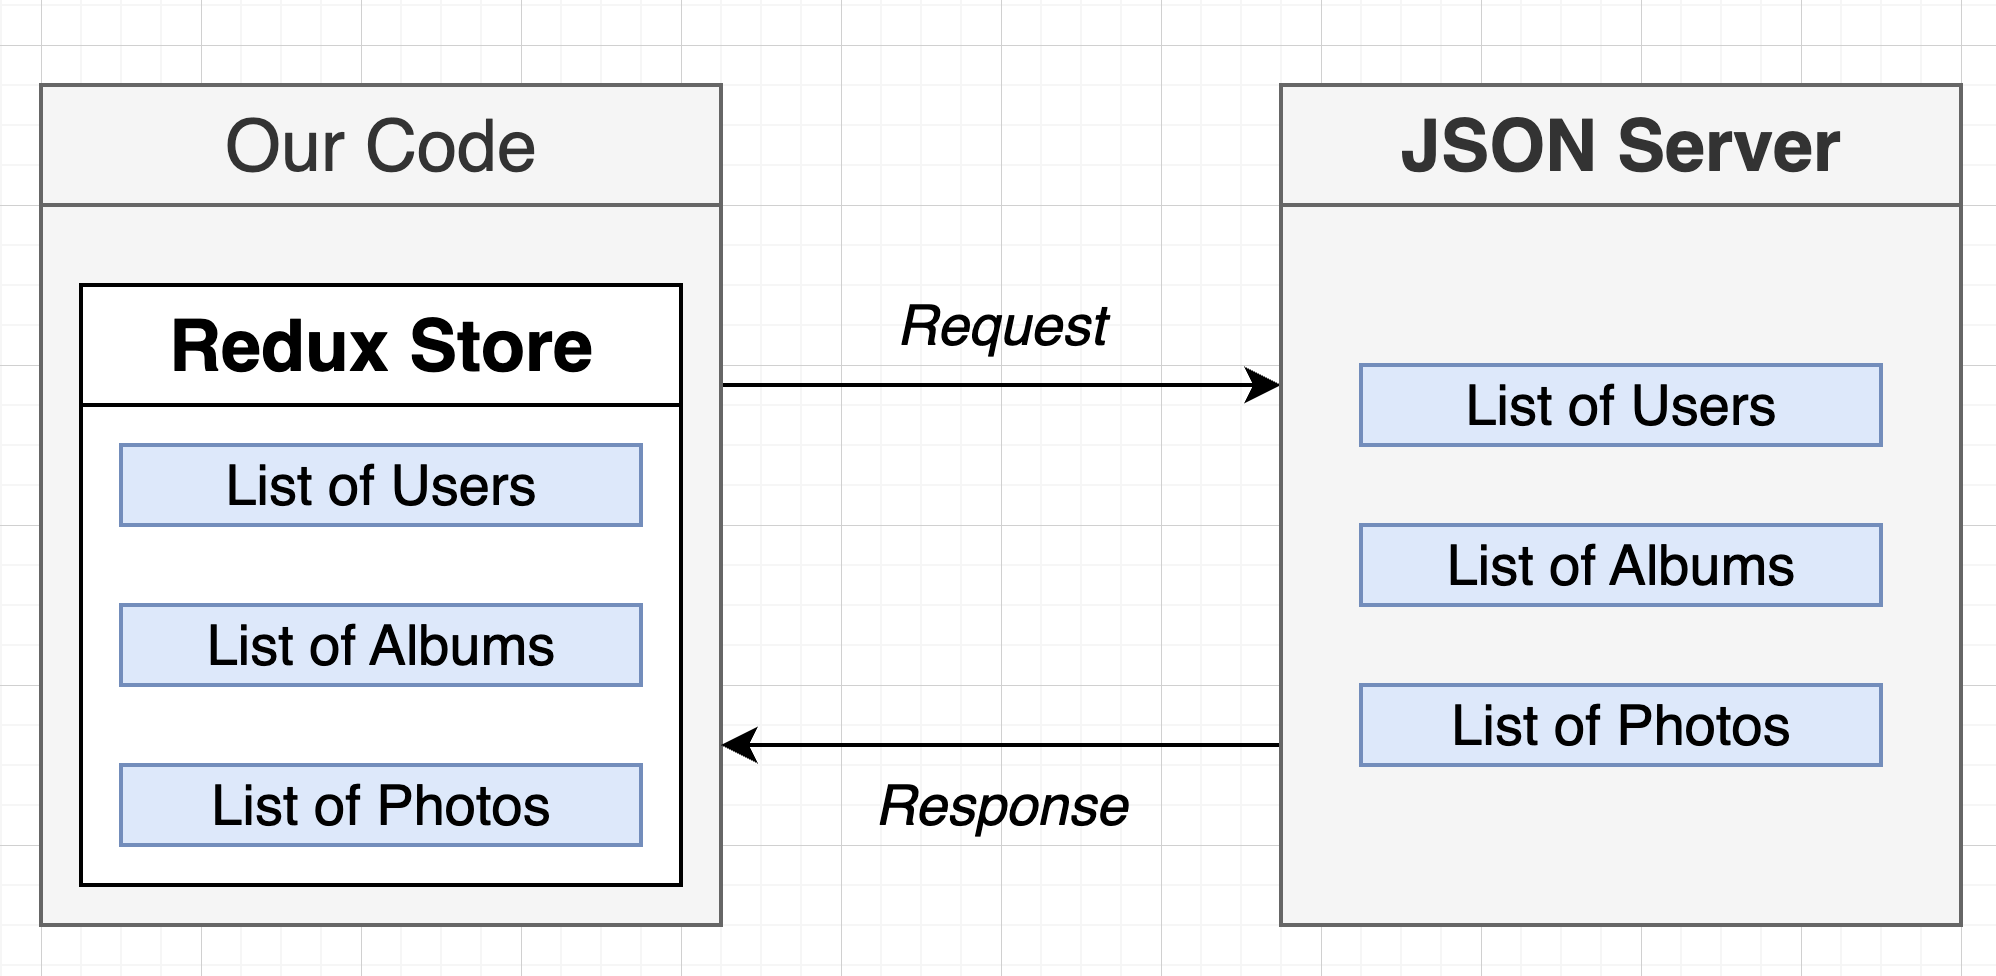 Our Code
Redux Store
List of Users
List of Albums
List of Photos
Request
Response
JSON Server
List of Users
List of Albums
List of Photos